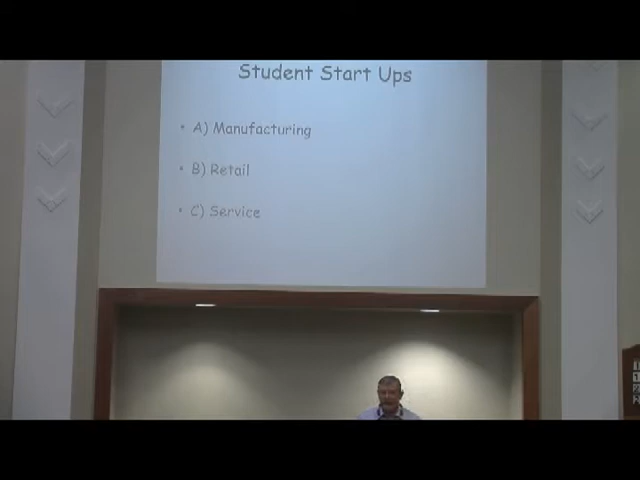 Student Start Ups
• A) Manufacturing
• B) Retail
• C) Service